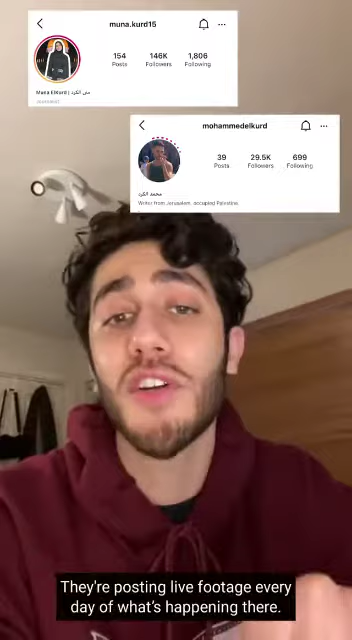 muna.kurd15
154 146K 1,806
Posts Followers Following
Muna ElKurd | منى الكرد
mohammedelkurd
39 29.5K 699
Posts Followers Following
محمد الكرد
Writer from Jerusalem, occupied Palestine
They're posting live footage every
day of what's happening there.